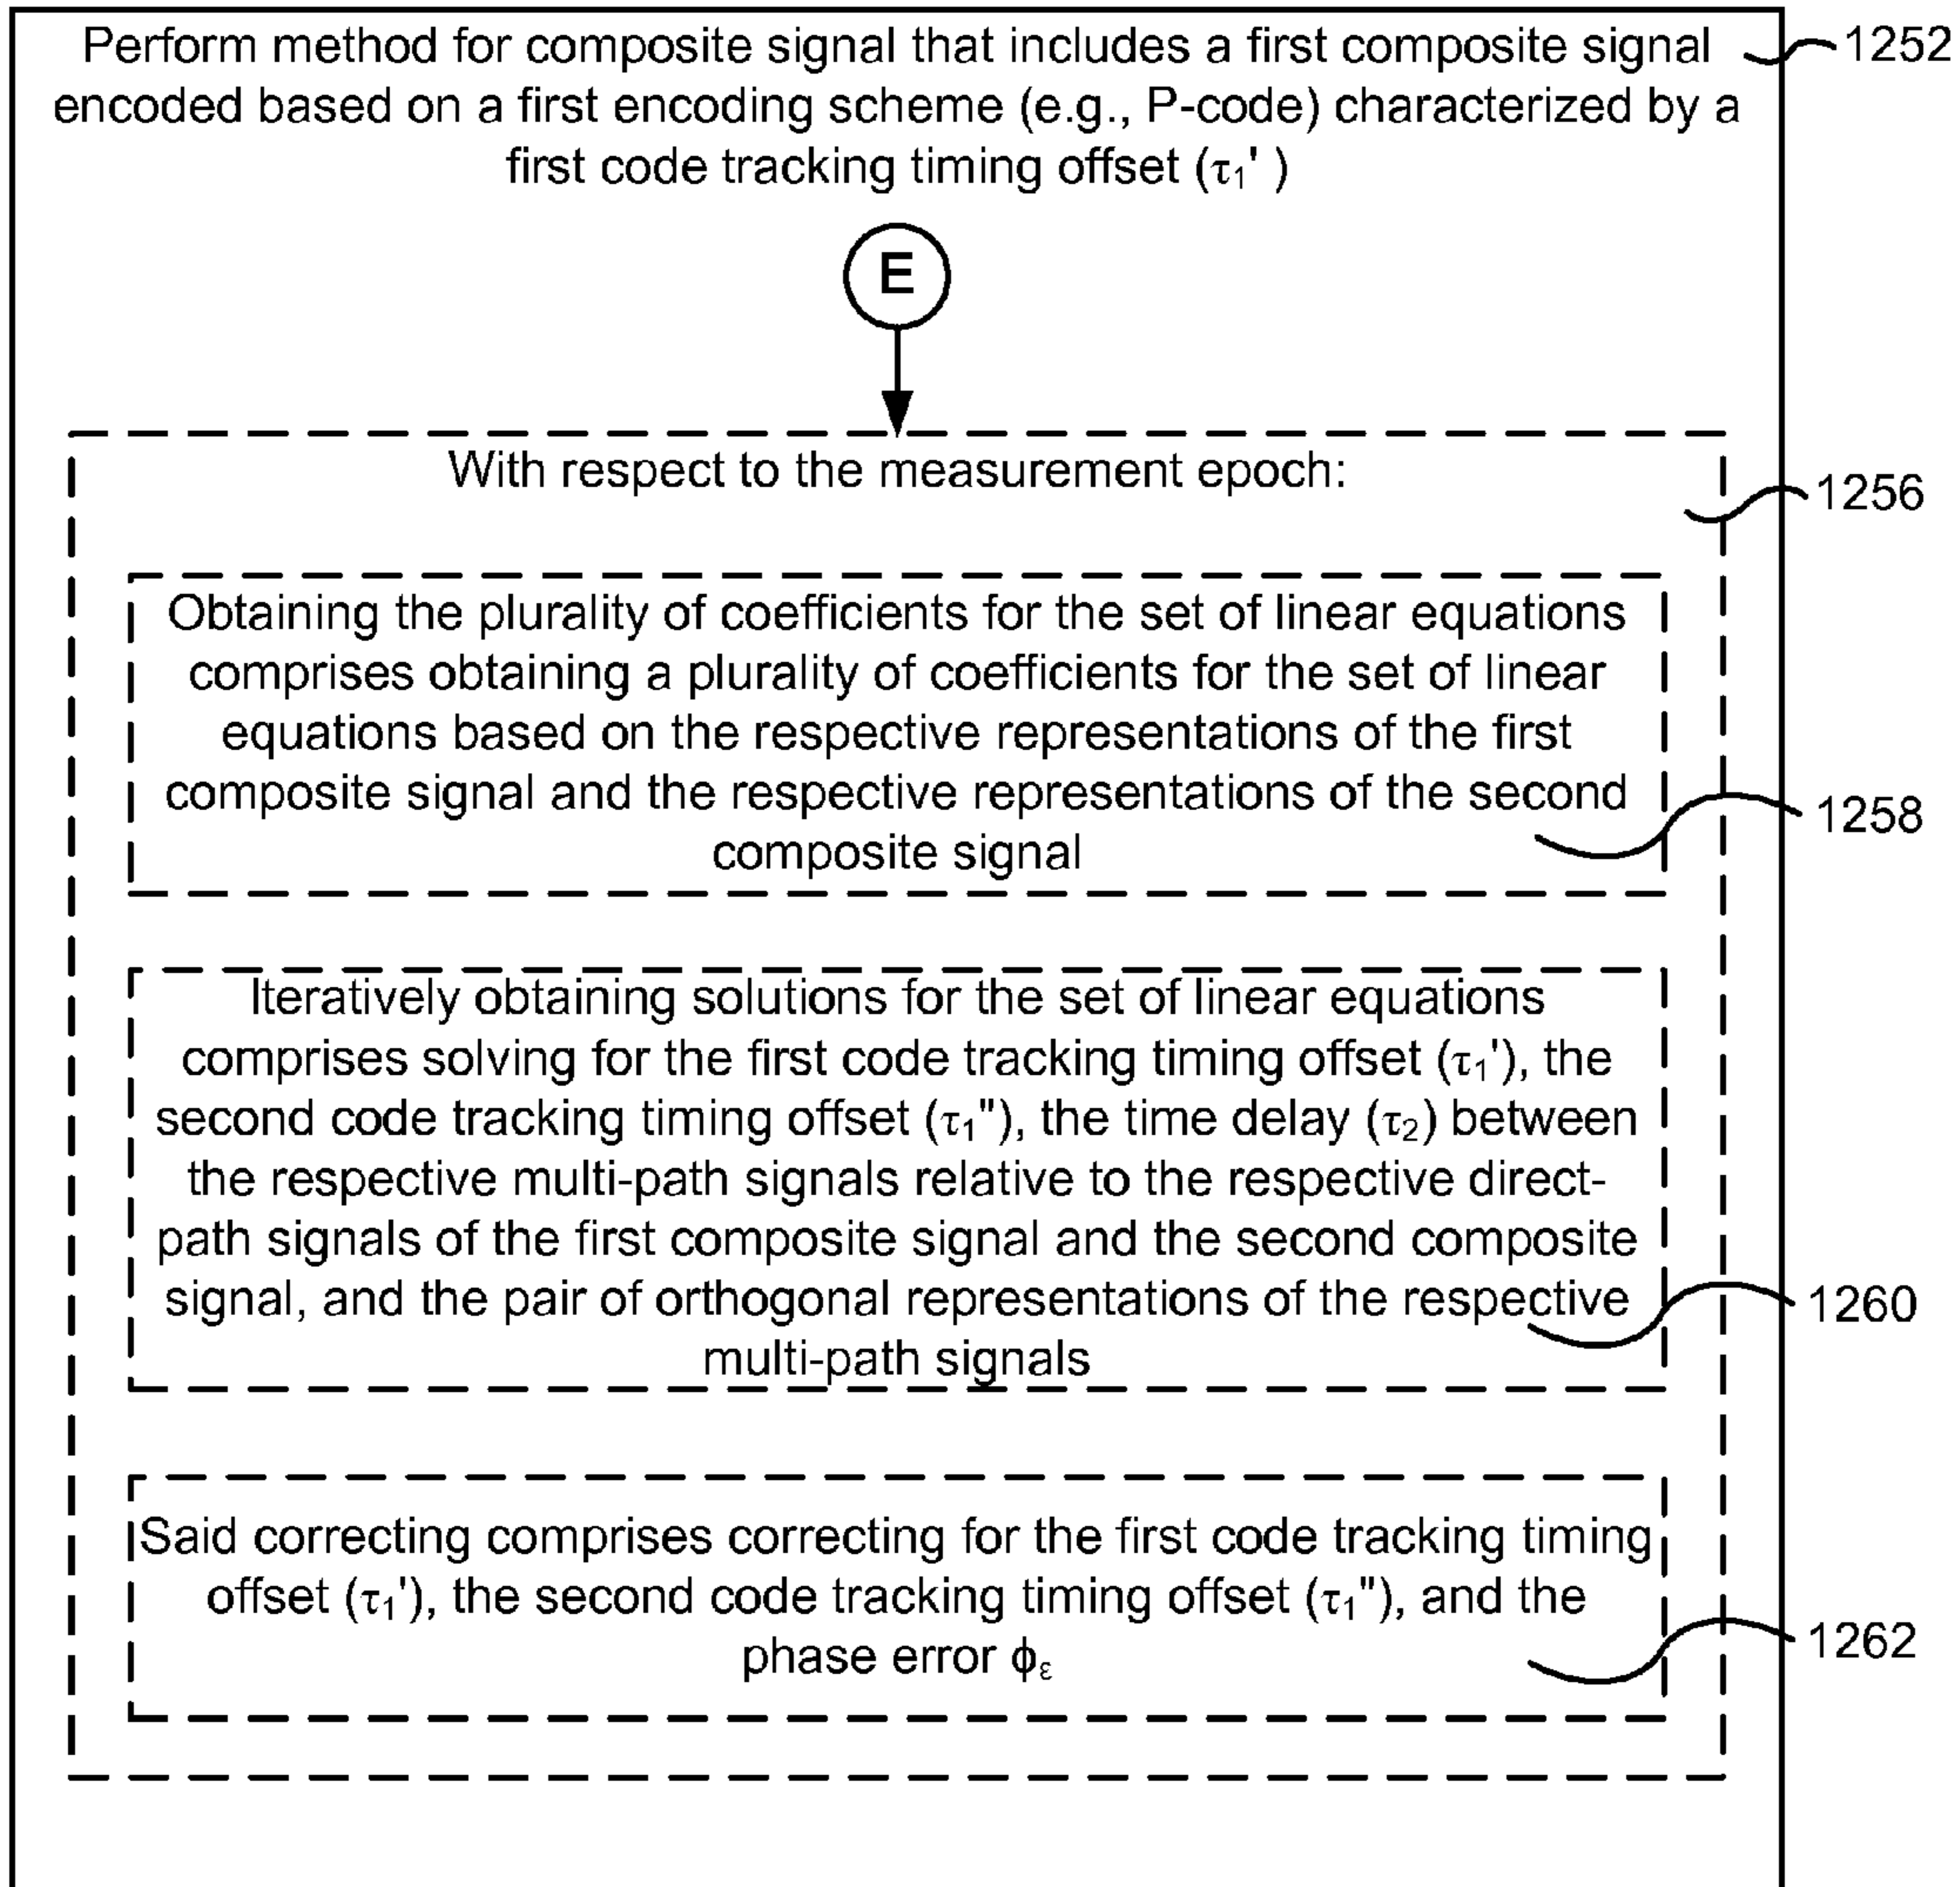 Perform method for composite signal that includes a first composite signal
1252
encoded based on a first encoding scheme (e.g., P-code) characterized by a
first code tracking timing offset (τ₁' )
E
With respect to the measurement epoch:
1256
Obtaining the plurality of coefficients for the set of linear equations
comprises obtaining a plurality of coefficients for the set of linear
equations based on the respective representations of the first
composite signal and the respective representations of the second
composite signal
1258
Iteratively obtaining solutions for the set of linear equations
comprises solving for the first code tracking timing offset (τ₁'), the
second code tracking timing offset (τ₁"), the time delay (τ₂) between
the respective multi-path signals relative to the respective direct-
path signals of the first composite signal and the second composite
signal, and the pair of orthogonal representations of the respective
multi-path signals
1260
Said correcting comprises correcting for the first code tracking timing
offset (τ₁'), the second code tracking timing offset (τ₁"), and the
phase error ϕε
1262